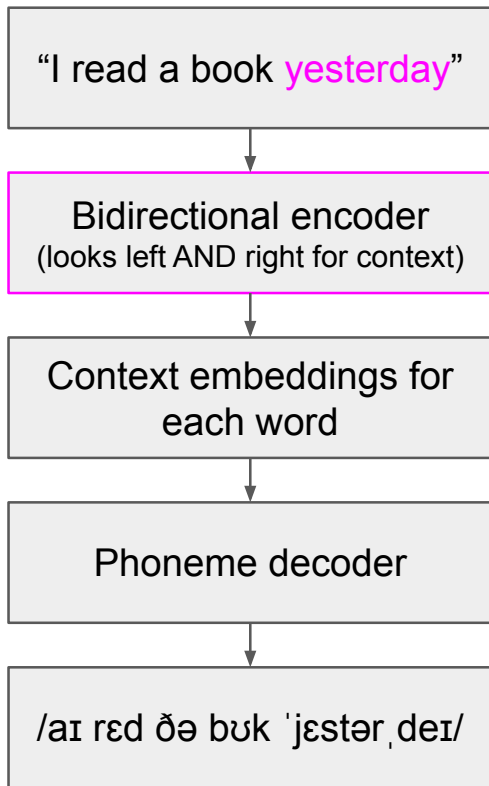 “I read a book yesterday”
Bidirectional encoder
(looks left AND right for context)
Context embeddings for
each word
Phoneme decoder
/aɪ rɛd ðə bʊk ˈjɛstərˌdeɪ/